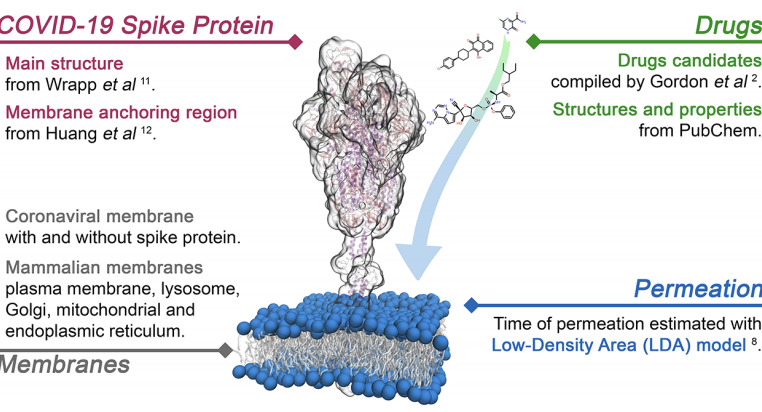 COVID-19 Spike Protein
Main structure
from Wrapp et al 11.
Membrane anchoring region
from Huang et al 12.
Coronaviral membrane
with and without spike protein.
Mammalian membranes
plasma membrane, lysosome,
Golgi, mitochondrial and
endoplasmic reticulum.
Membranes
Drugs
Drugs candidates
compiled by Gordon et al 2.
Structures and properties
from PubChem.
Permeation
Time of permeation estimated with
Low-Density Area (LDA) model 8.